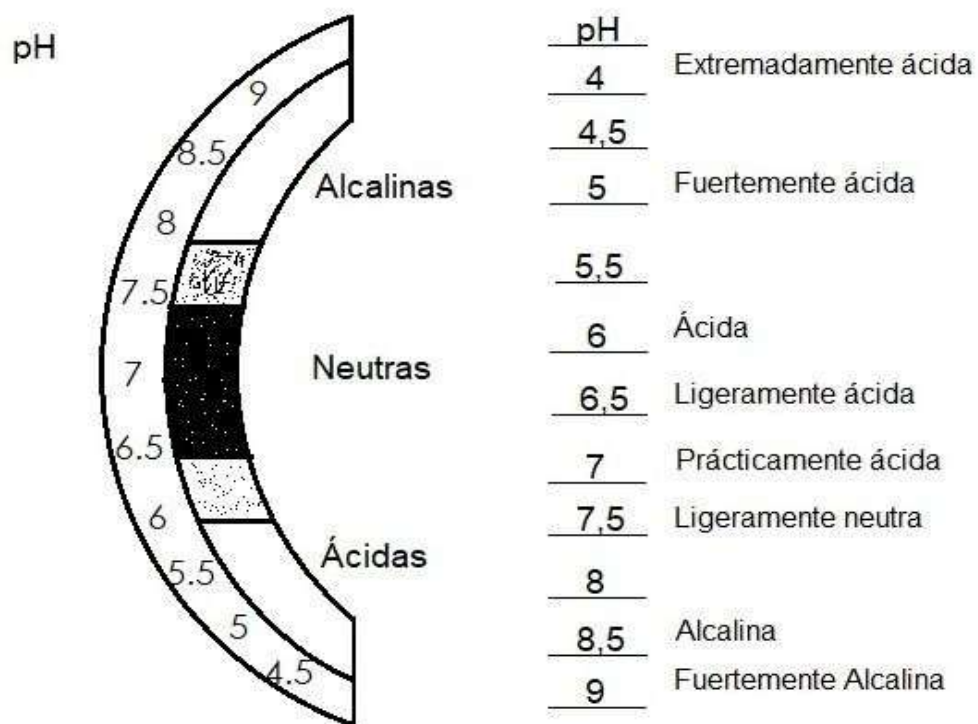 pH
9
8.5
8
7.5
7
6.5
6
5.5
5
4.5
Alcalinas
Neutras
Ácidas
pH
4 Extremadamente ácida
4,5
5 Fuertemente ácida
5,5
6 Ácida
6,5 Ligeramente ácida
7 Prácticamente ácida
7,5 Ligeramente neutra
8
8,5 Alcalina
9 Fuertemente Alcalina